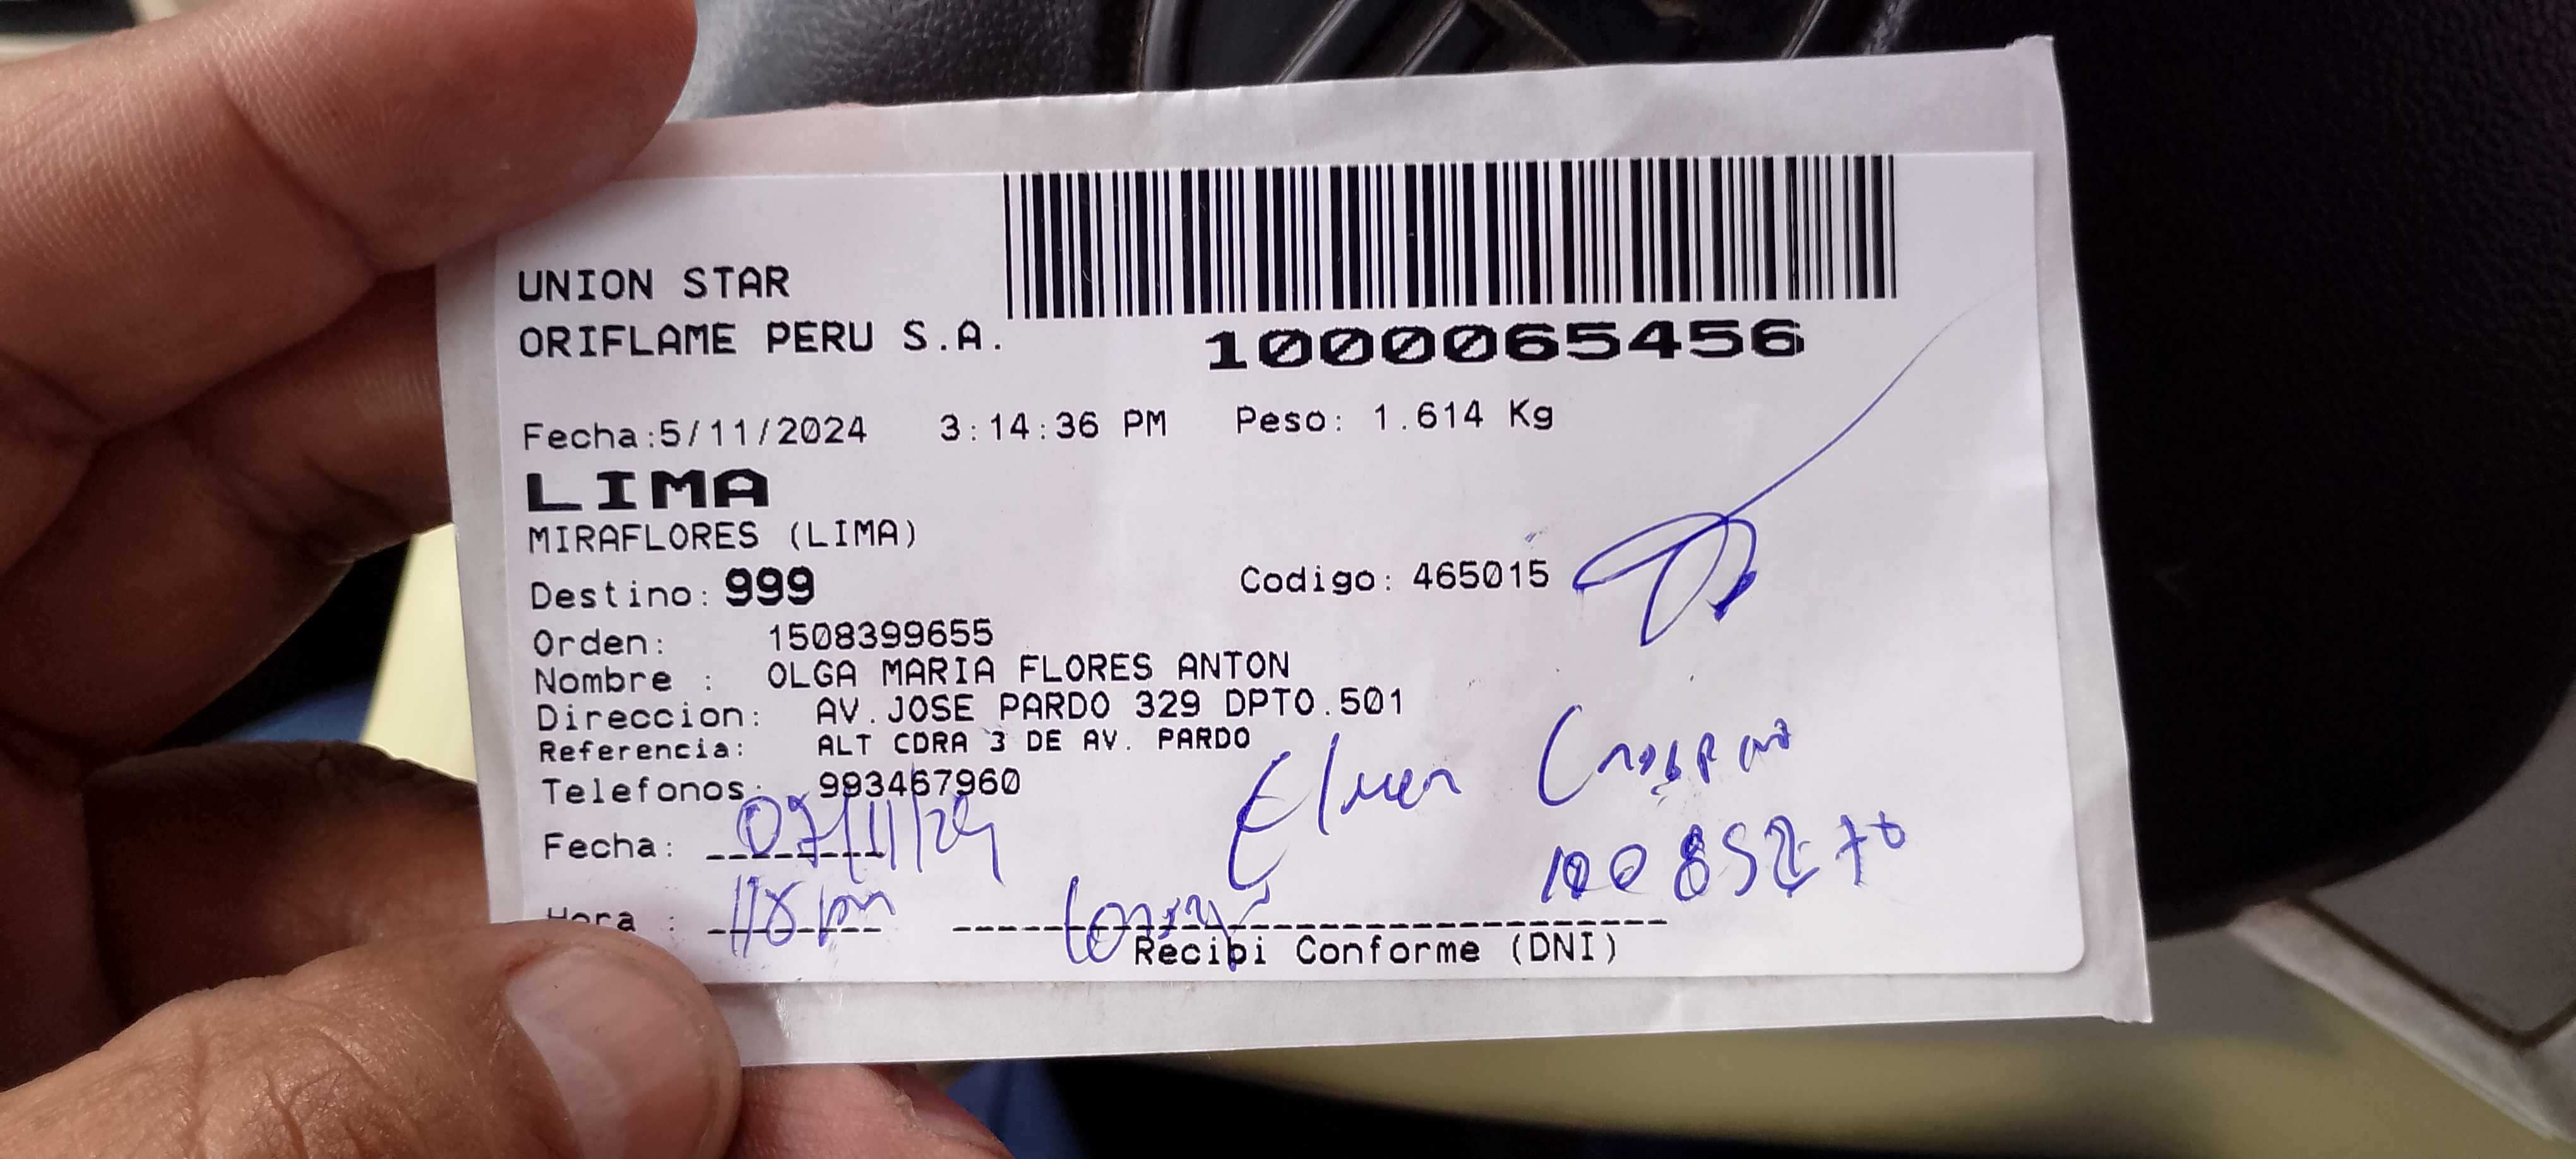 UNION STAR
ORIFLAME PERU S.A.
1000065456
Fecha:5/11/2024 3:14:36 PM Peso: 1.614 Kg
LIMA
MIRAFLORES (LIMA)
Destino: 999 Codigo: 465015
Orden: 1508399655
Nombre : OLGA MARIA FLORES ANTON
Direccion: AV.JOSE PARDO 329 DPTO.501
Referencia: ALT CDRA 3 DE AV. PARDO
Telefonos: 993467960
Fecha: 07/11/24
Hora :
Recibi Conforme (DNI)